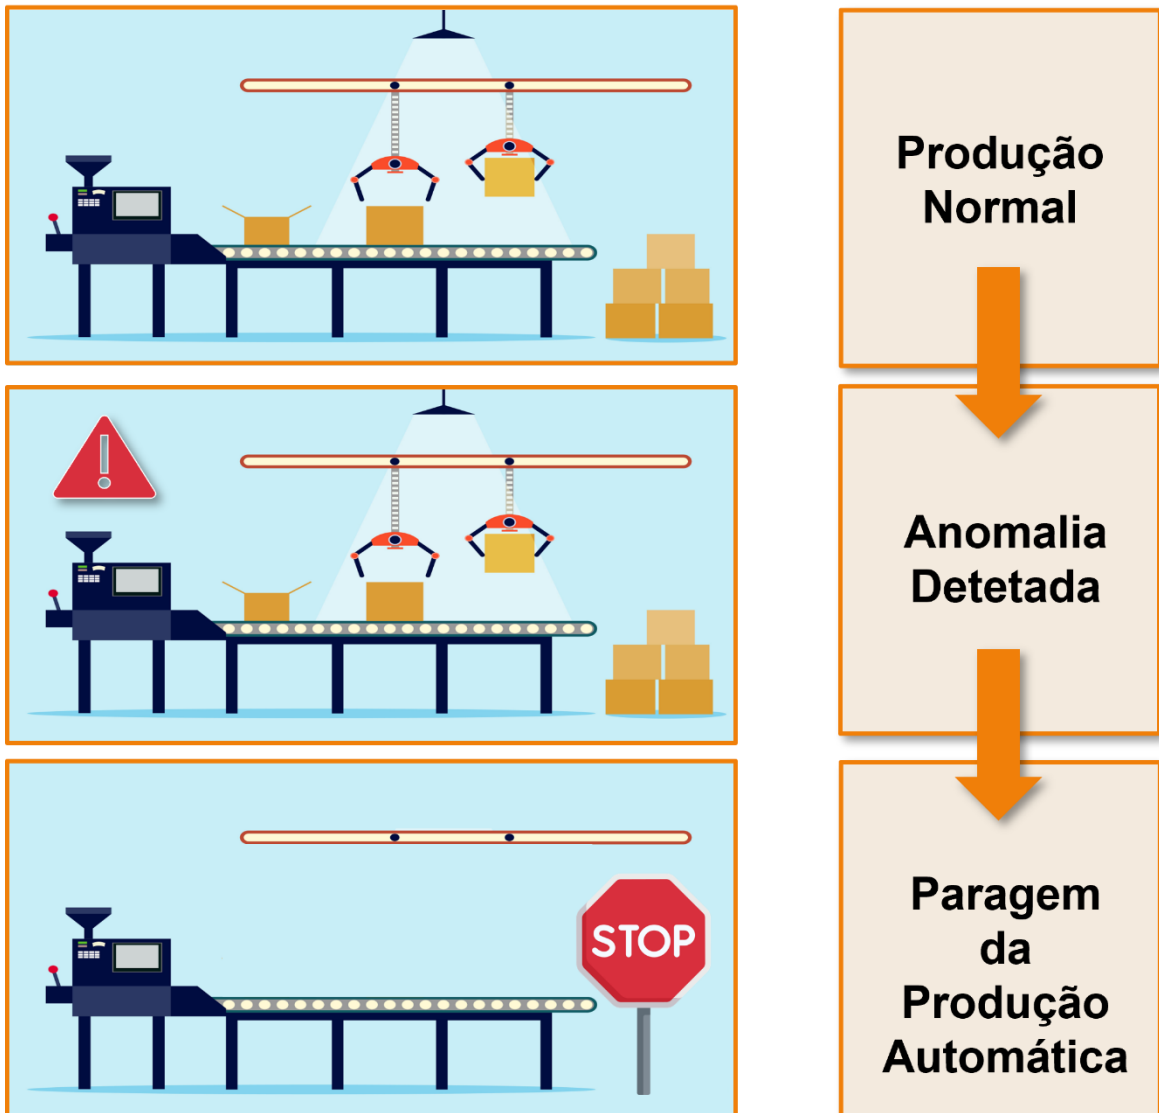 Produção
Normal
Anomalia
Detetada
STOP
Paragem
da
Produção
Automática